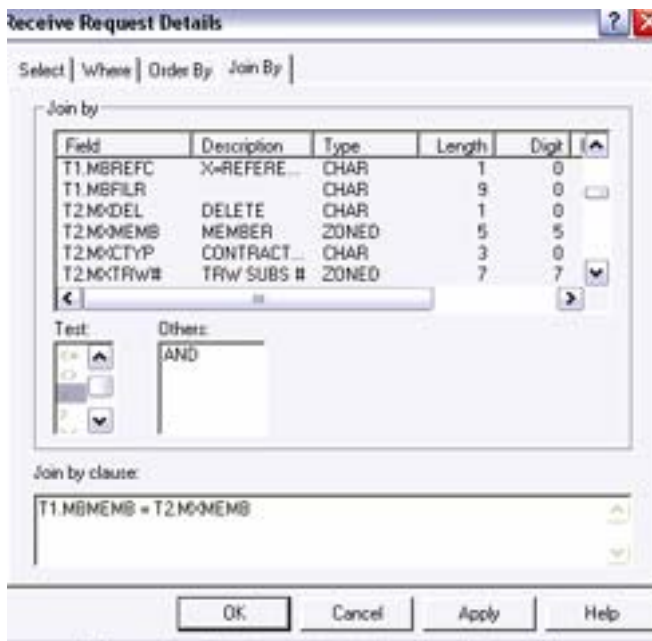 Receive Request Details
Select Where Order By Join By
Join by
Field Description Type Length Digit
T1.MBREFC X=REFERE... CHAR 1 0
T1.MBFILR CHAR 9 0
T2.MXDEL DELETE CHAR 1 0
T2.MXMEMB MEMBER ZONED 5 5
T2.MXCTYP CONTRACT... CHAR 3 0
T2.MXTRW# TRW SUBS # ZONED 7 7
Test: Others:
<=
<>
AND
Join by clause:
T1.MBMEMB = T2.MXMEMB
OK Cancel Apply Help